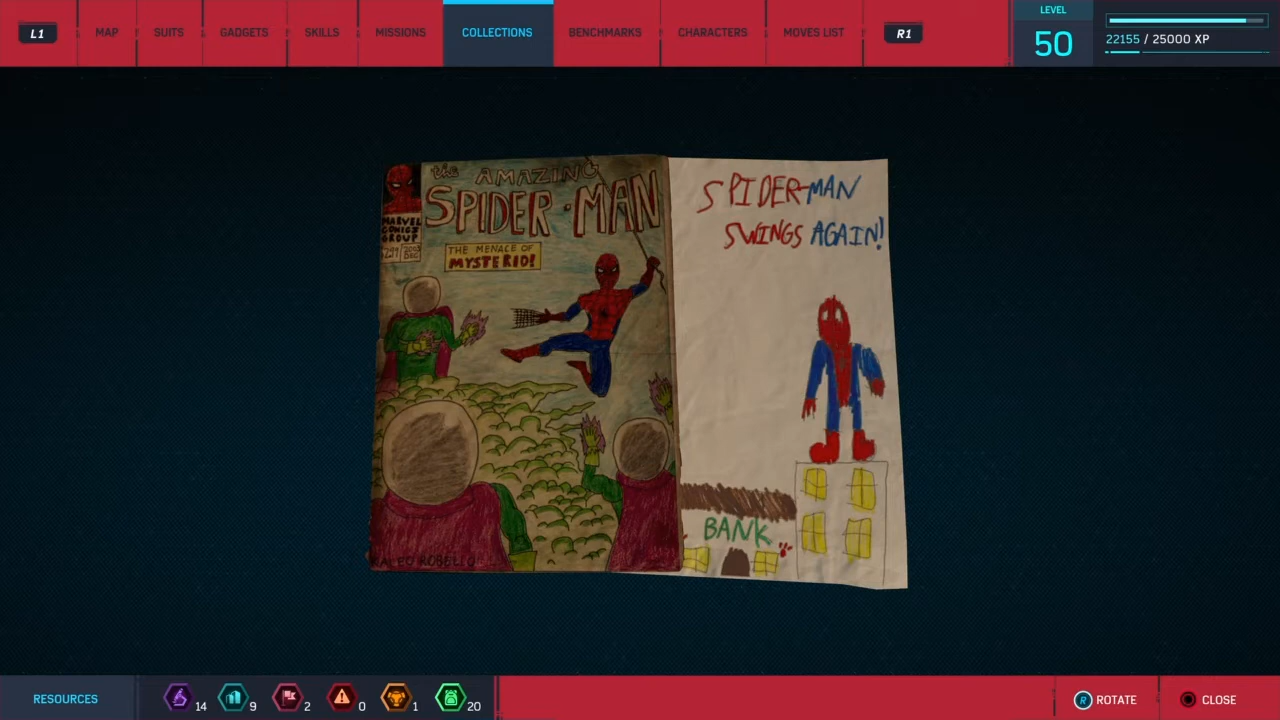 L1
MAP
SUITS
GADGETS
SKILLS
MISSIONS
COLLECTIONS
BENCHMARKS
CHARACTERS
MOVES LIST
R1
LEVEL
50
22155 / 25000 XP
the AMAZING
SPIDER-MAN
MARVEL
COMICS
GROUP
THE MENACE OF
MYSTERIO!
SPIDER-MAN
SWINGS AGAIN!
BANK
RESOURCES
14
9
2
0
1
20
R ROTATE
CLOSE